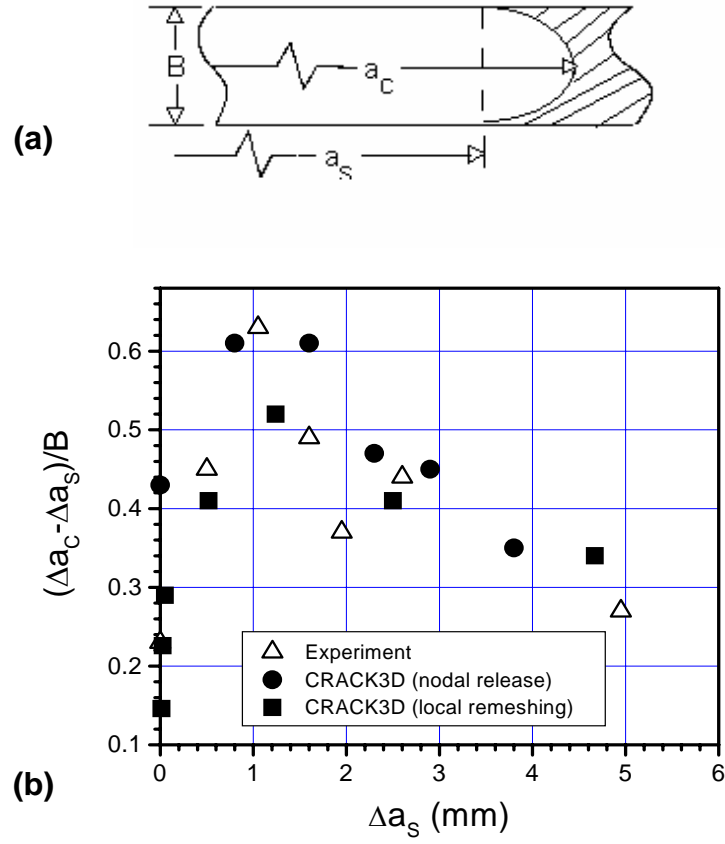 B
a_c
(a)
a_s
(Δa_C-Δa_S)/B
0.6
0.5
0.4
0.3
0.2
0.1
Experiment
CRACK3D (nodal release)
CRACK3D (local remeshing)
0 1 2 3 4 5 6
(b)
Δa_S (mm)